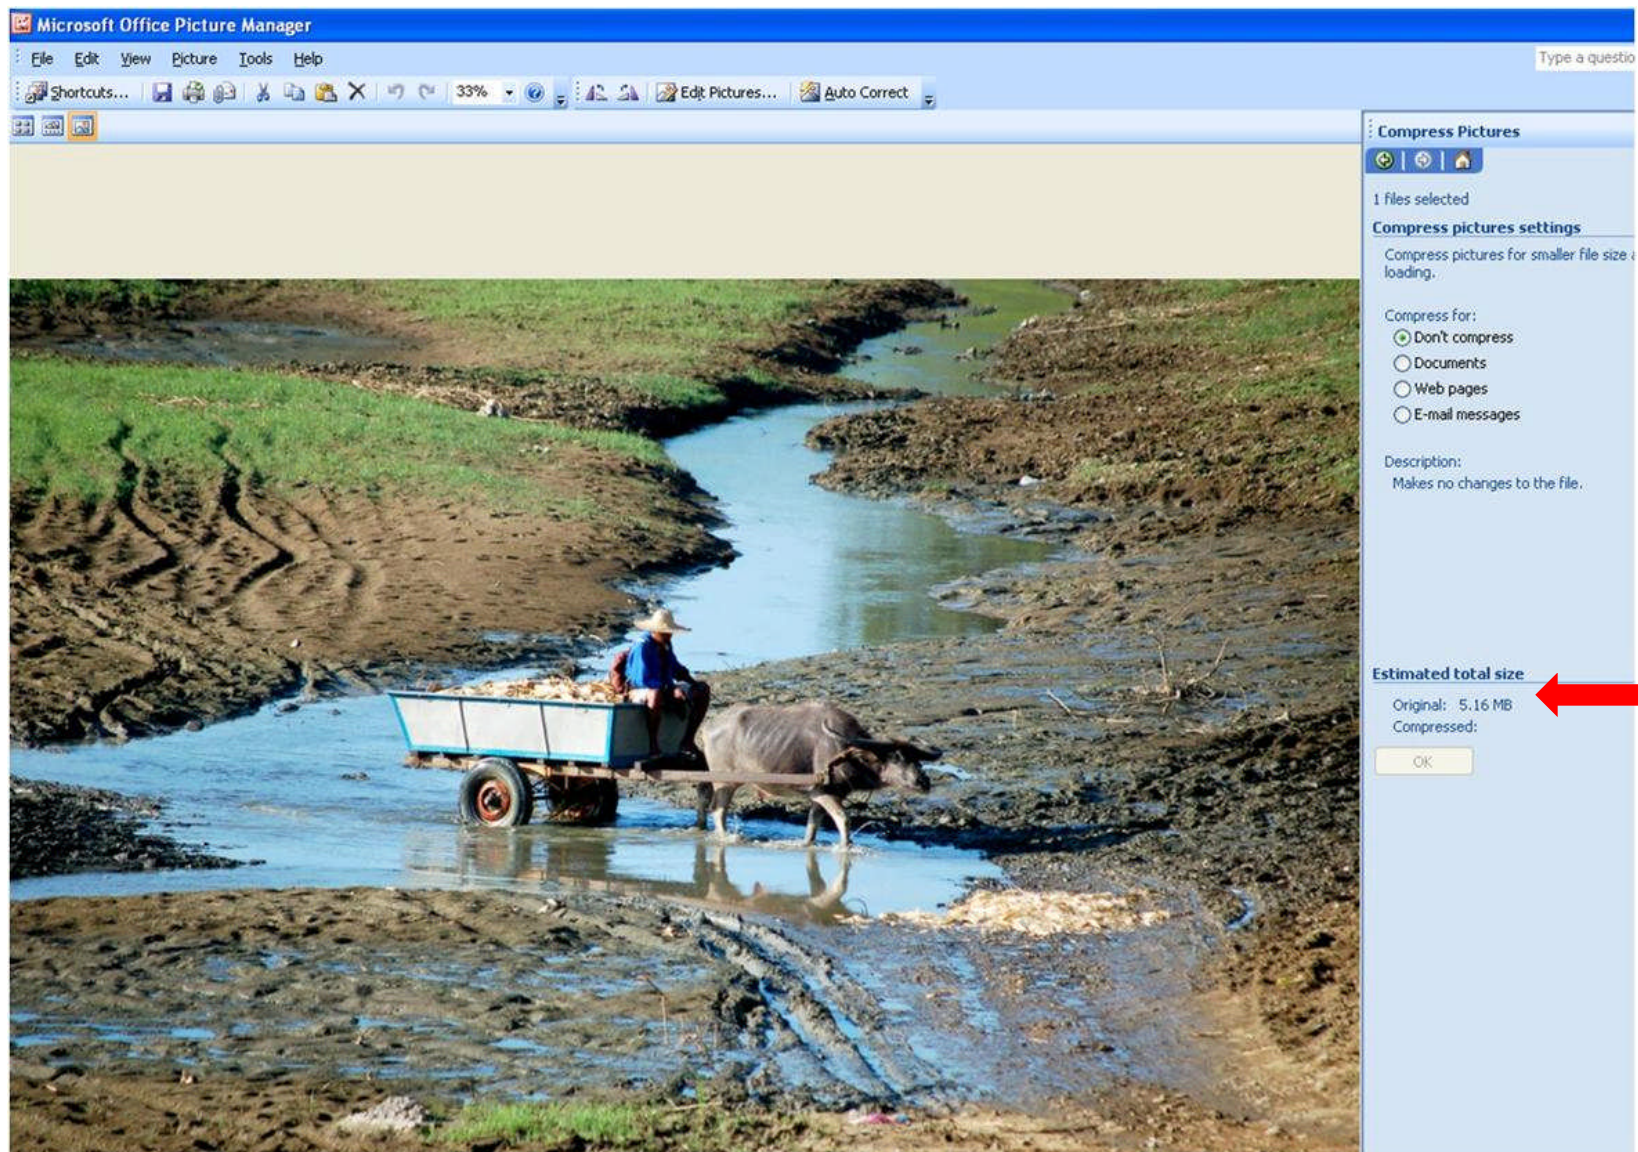 Microsoft Office Picture Manager
File Edit View Picture Tools Help
Type a questio
Shortcuts... 33% Edit Pictures... Auto Correct
Compress Pictures
1 files selected
Compress pictures settings
Compress pictures for smaller file size
loading.
Compress for:
Don't compress
Documents
Web pages
E-mail messages
Description:
Makes no changes to the file.
Estimated total size
Original: 5.16 MB
Compressed:
OK